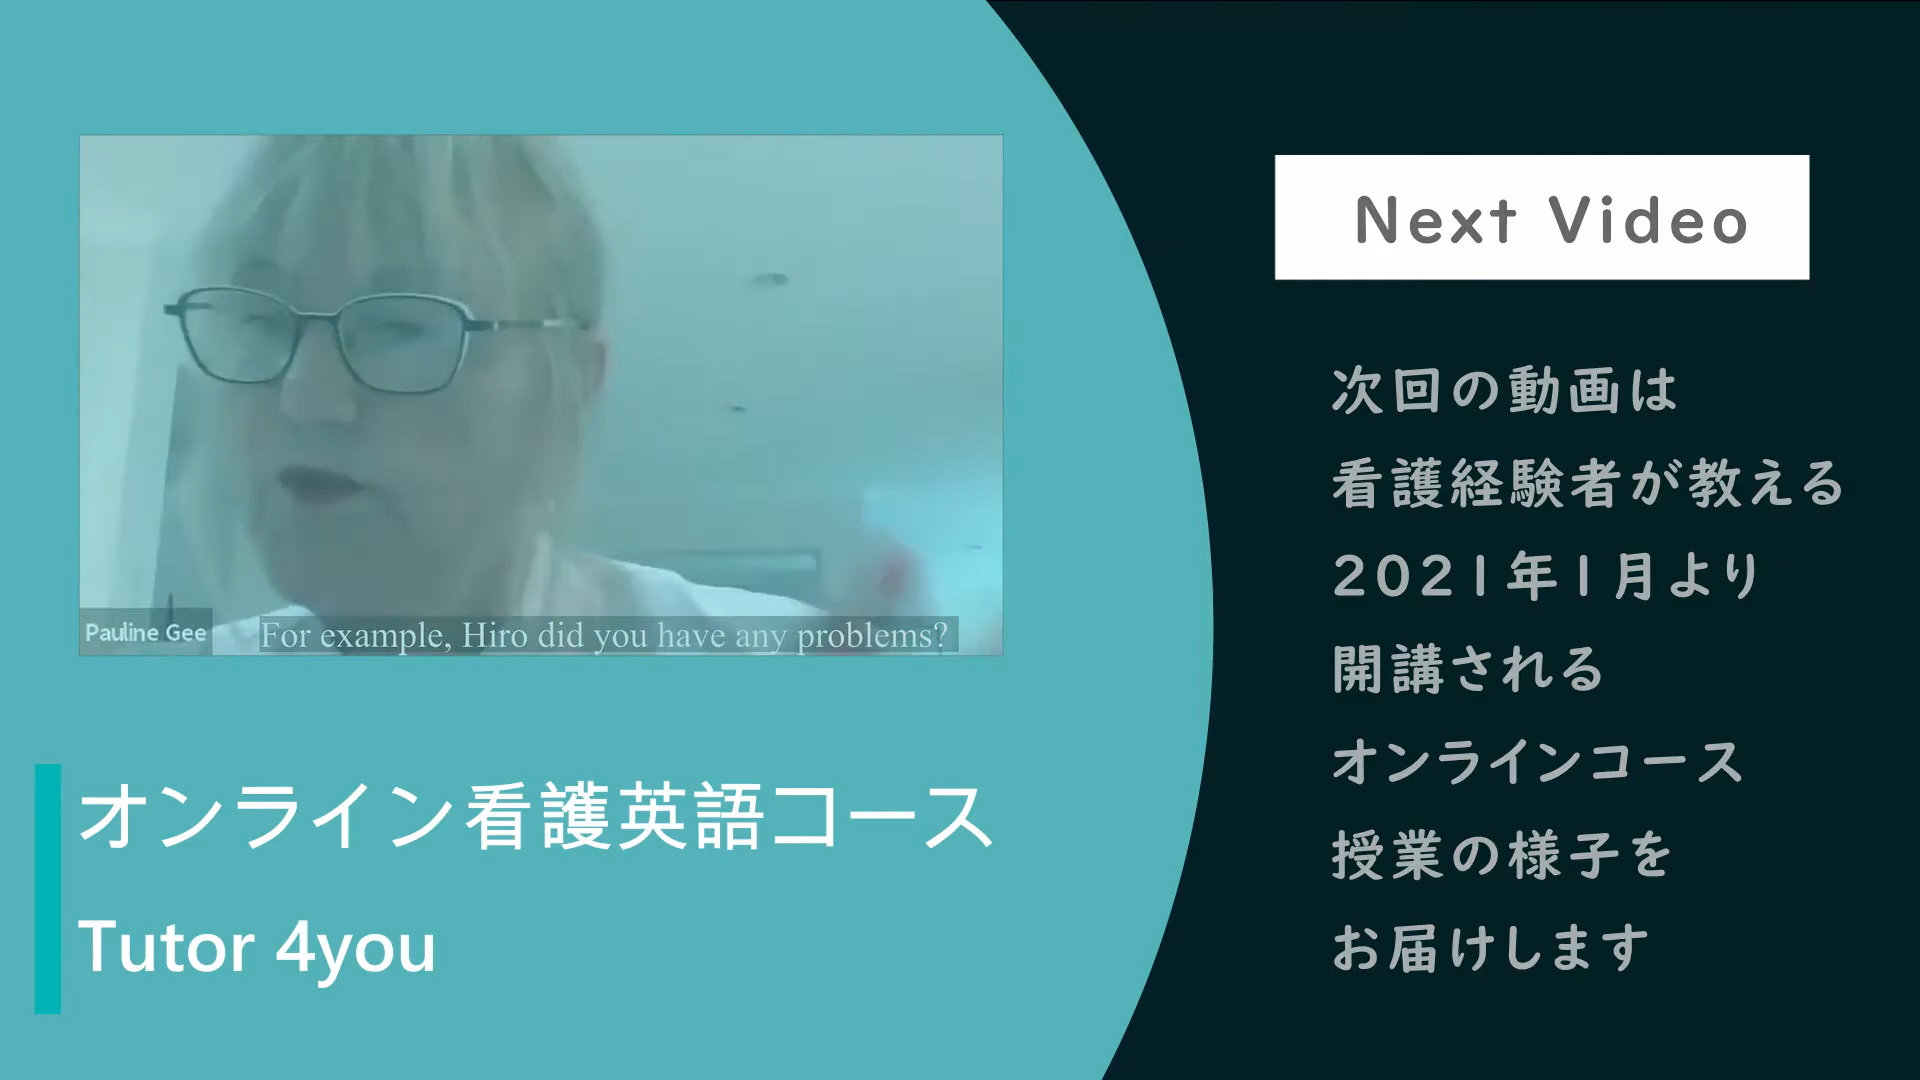 Pauline Gee
For example, Hiro did you have any problems?
オンライン看護英語コース
Tutor 4you
Next Video
次回の動画は
看護経験者が教える
2021年1月より
開講される
オンラインコース
授業の様子を
お届けします